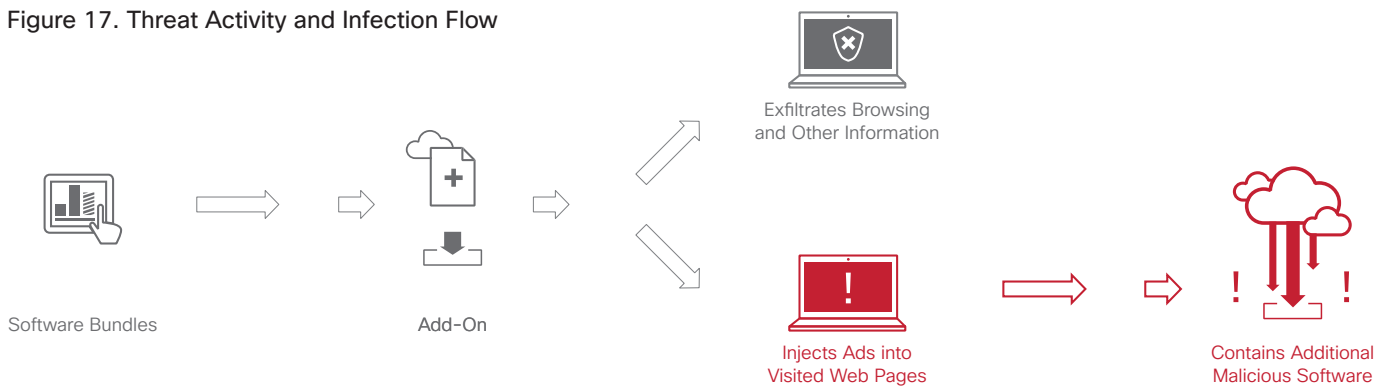 Figure 17. Threat Activity and Infection Flow
Software Bundles
Add-On
Exfiltrates Browsing
and Other Information
Injects Ads into
Visited Web Pages
Contains Additional
Malicious Software